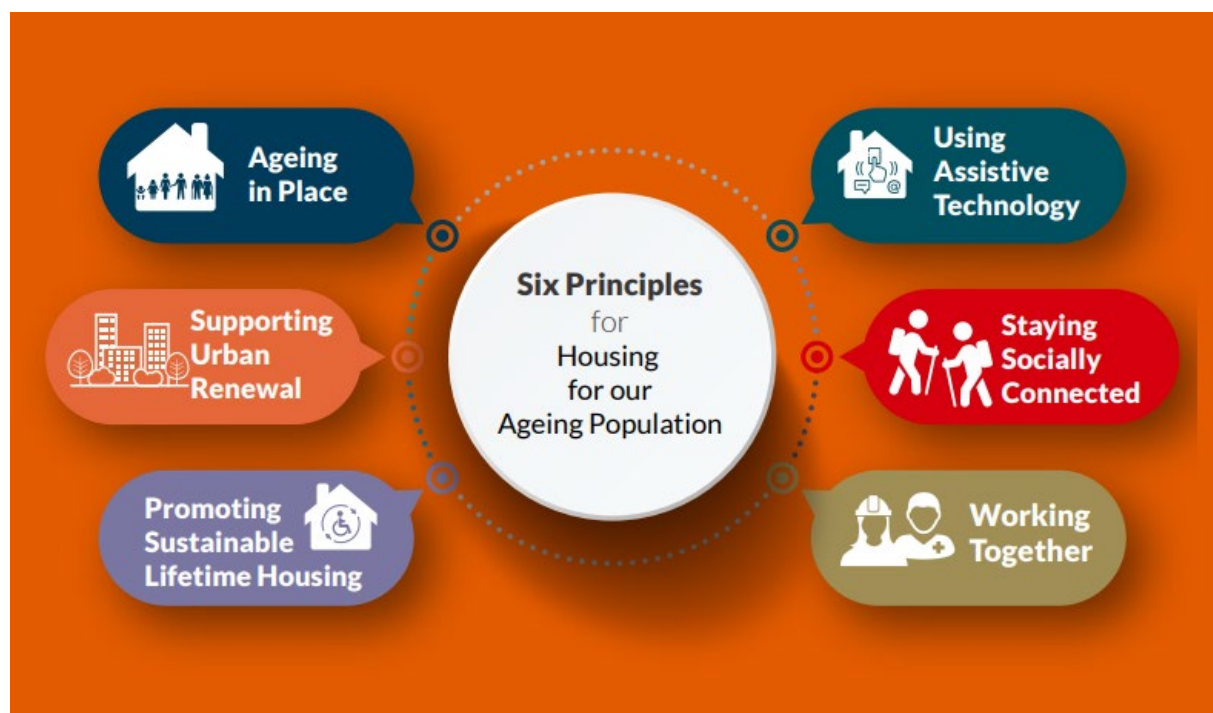 Ageing
in Place
Supporting
Urban
Renewal
Promoting
Sustainable
Lifetime Housing
Six Principles
for
Housing
for our
Ageing Population
Using
Assistive
Technology
@
Staying
Socially
Connected
Working
Together